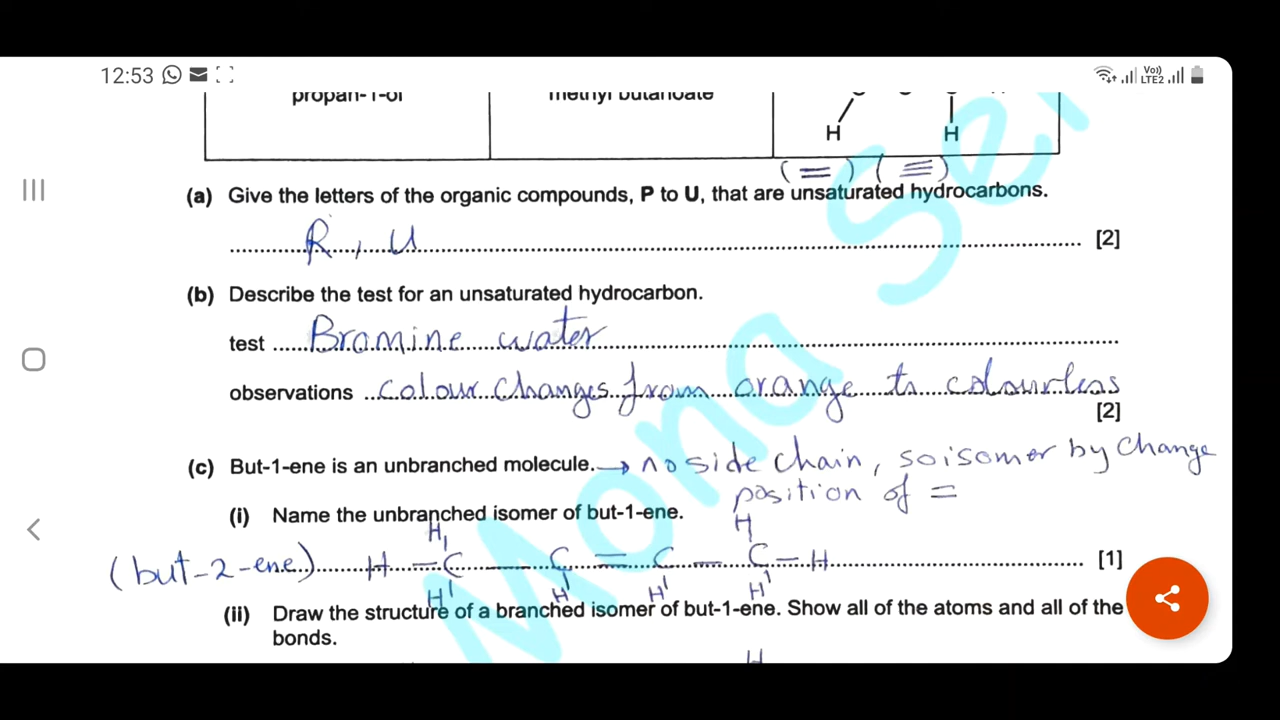 12:53
Vo)
LTE2
propan-1-ol
methyl butanoate
H
H
( = ) ( ≡ )
(a) Give the letters of the organic compounds, P to U, that are unsaturated hydrocarbons.
R, U [2]
(b) Describe the test for an unsaturated hydrocarbon.
test Bromine water
observations colour changes from orange to colourless
[2]
(c) But-1-ene is an unbranched molecule. → no side chain, so isomer by change
position of =
(i) Name the unbranched isomer of but-1-ene.
H H
(but-2-ene) H – C – C = C – C – H [1]
H H H H
(ii) Draw the structure of a branched isomer of but-1-ene. Show all of the atoms and all of the
bonds.
H
Mona Se